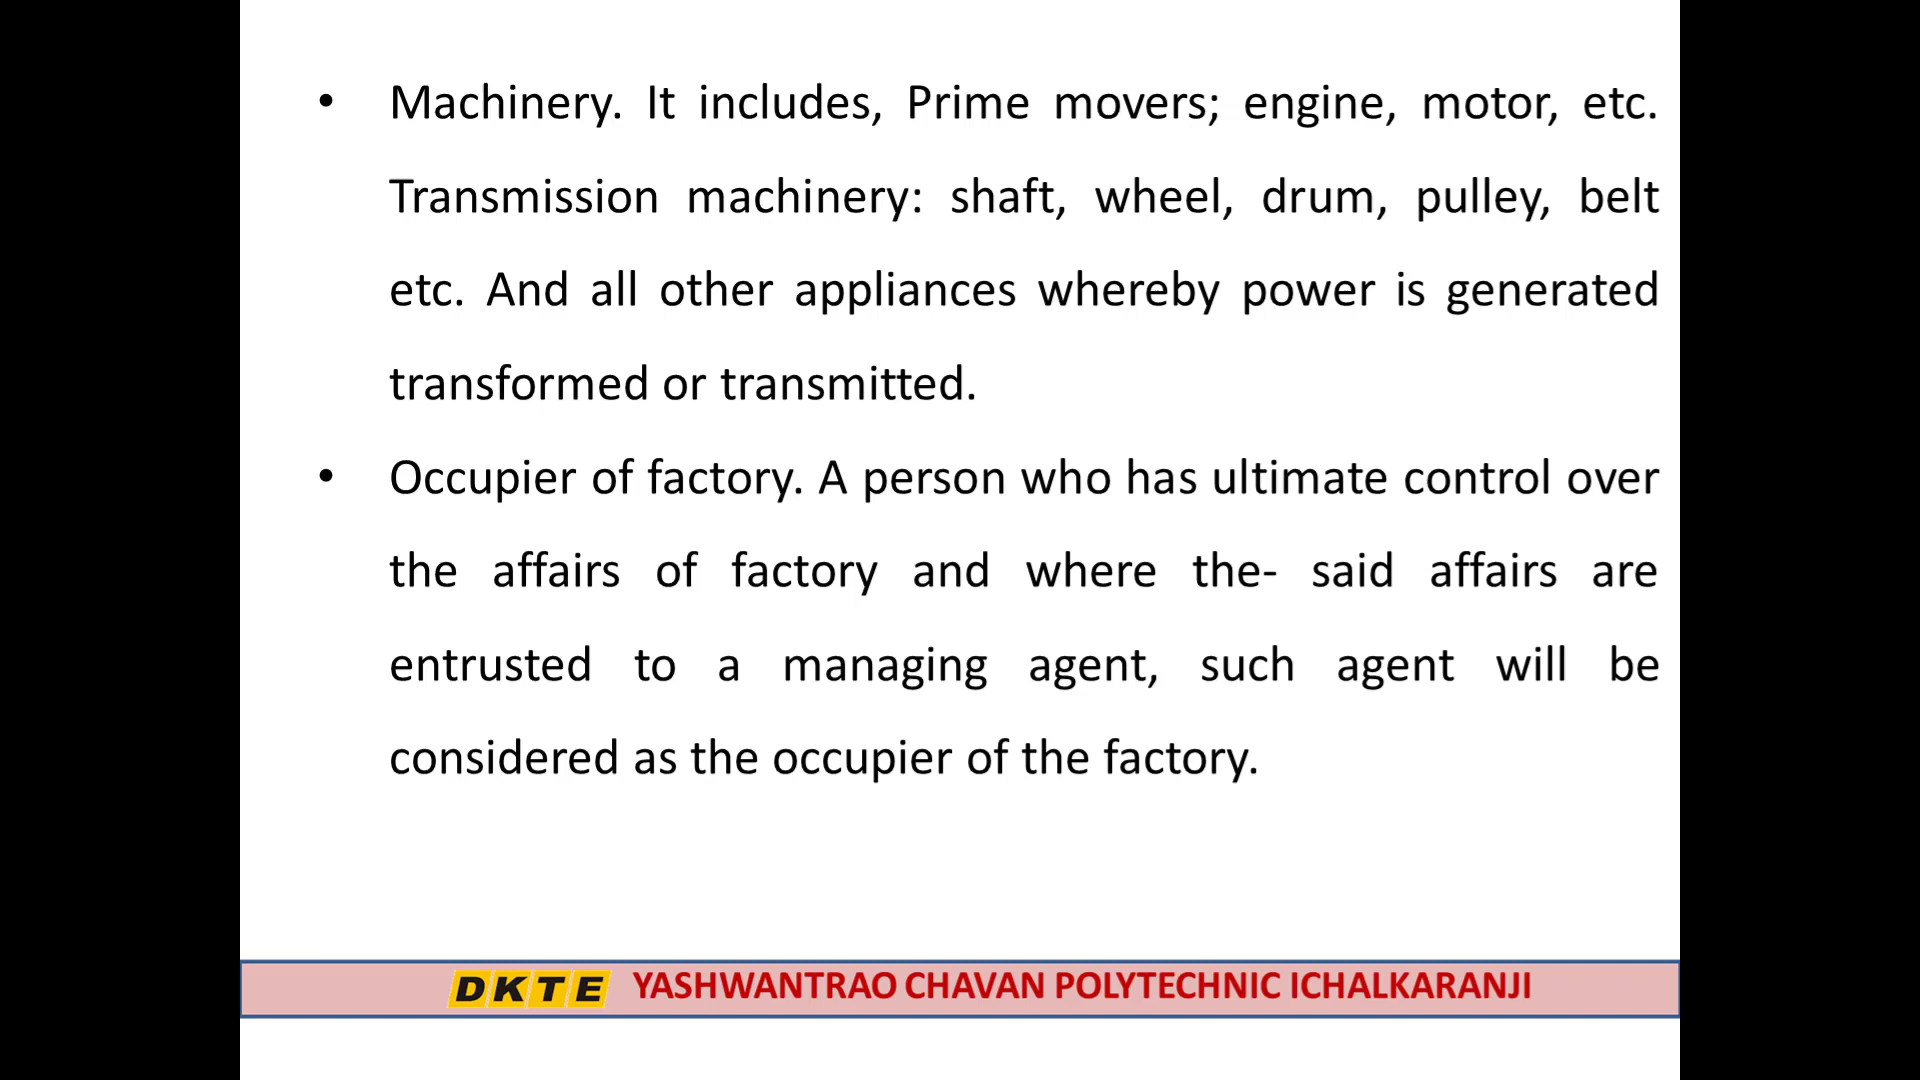 • Machinery. It includes, Prime movers; engine, motor, etc.
Transmission machinery: shaft, wheel, drum, pulley, belt
etc. And all other appliances whereby power is generated
transformed or transmitted.
• Occupier of factory. A person who has ultimate control over
the affairs of factory and where the- said affairs are
entrusted to a managing agent, such agent will be
considered as the occupier of the factory.
DKTE YASHWANTRAO CHAVAN POLYTECHNIC ICHALKARANJI